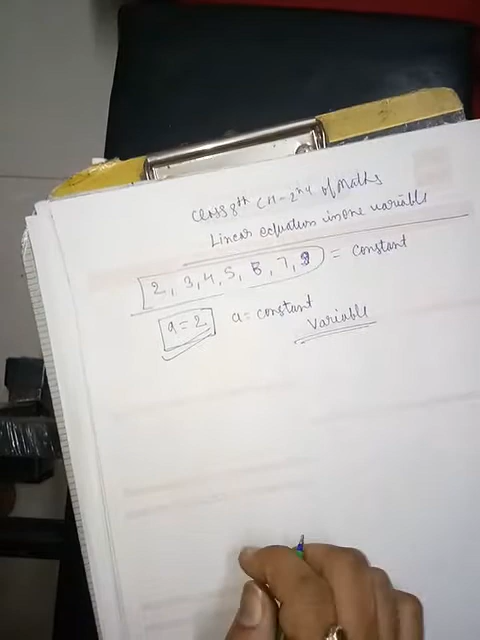 Class 8th CH-2nd of Maths
Linear equation in one variable
2, 3, 4, 5, 6, 7, 9 = constant
a = 2 a = constant
Variable